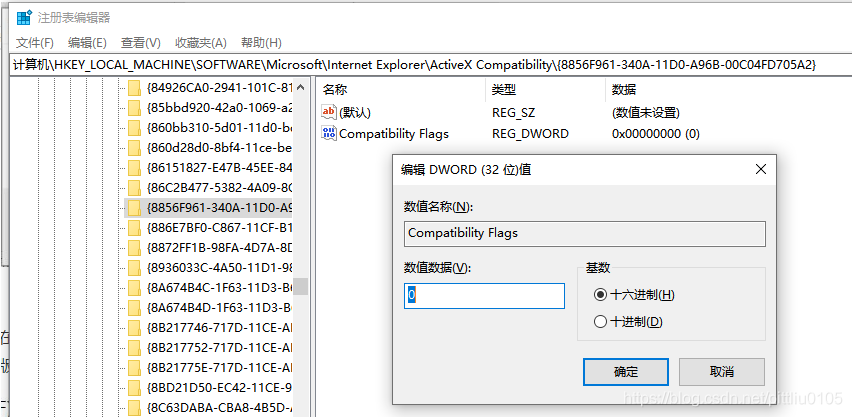 注册表编辑器
文件(F) 编辑(E) 查看(V) 收藏夹(A) 帮助(H)
计算机\HKEY_LOCAL_MACHINE\SOFTWARE\Microsoft\Internet Explorer\ActiveX Compatibility\{8856F961-340A-11D0-A96B-00C04FD705A2}
{84926CA0-2941-101C-81
{85bbd920-42a0-1069-a2
{860bb310-5d01-11d0-bd
{860d28d0-8bf4-11ce-be
{86151827-E47B-45EE-84
{86C2B477-5382-4A09-8C
{8856F961-340A-11D0-A9
{886E7BF0-C867-11CF-B1
{8872FF1B-98FA-4D7A-8D
{8936033C-4A50-11D1-98
{8A674B4C-1F63-11D3-B6
{8A674B4D-1F63-11D3-B6
{8B217746-717D-11CE-AB
{8B217752-717D-11CE-AB
{8B21775E-717D-11CE-AB
{8BD21D50-EC42-11CE-9
{8C63DABA-CBA8-4B5D-A
名称 类型 数据
(默认) REG_SZ (数值未设置)
Compatibility Flags REG_DWORD 0x00000000 (0)
编辑 DWORD (32 位)值
数值名称(N):
Compatibility Flags
数值数据(V):
0
基数
十六进制(H)
十进制(D)
确定 取消